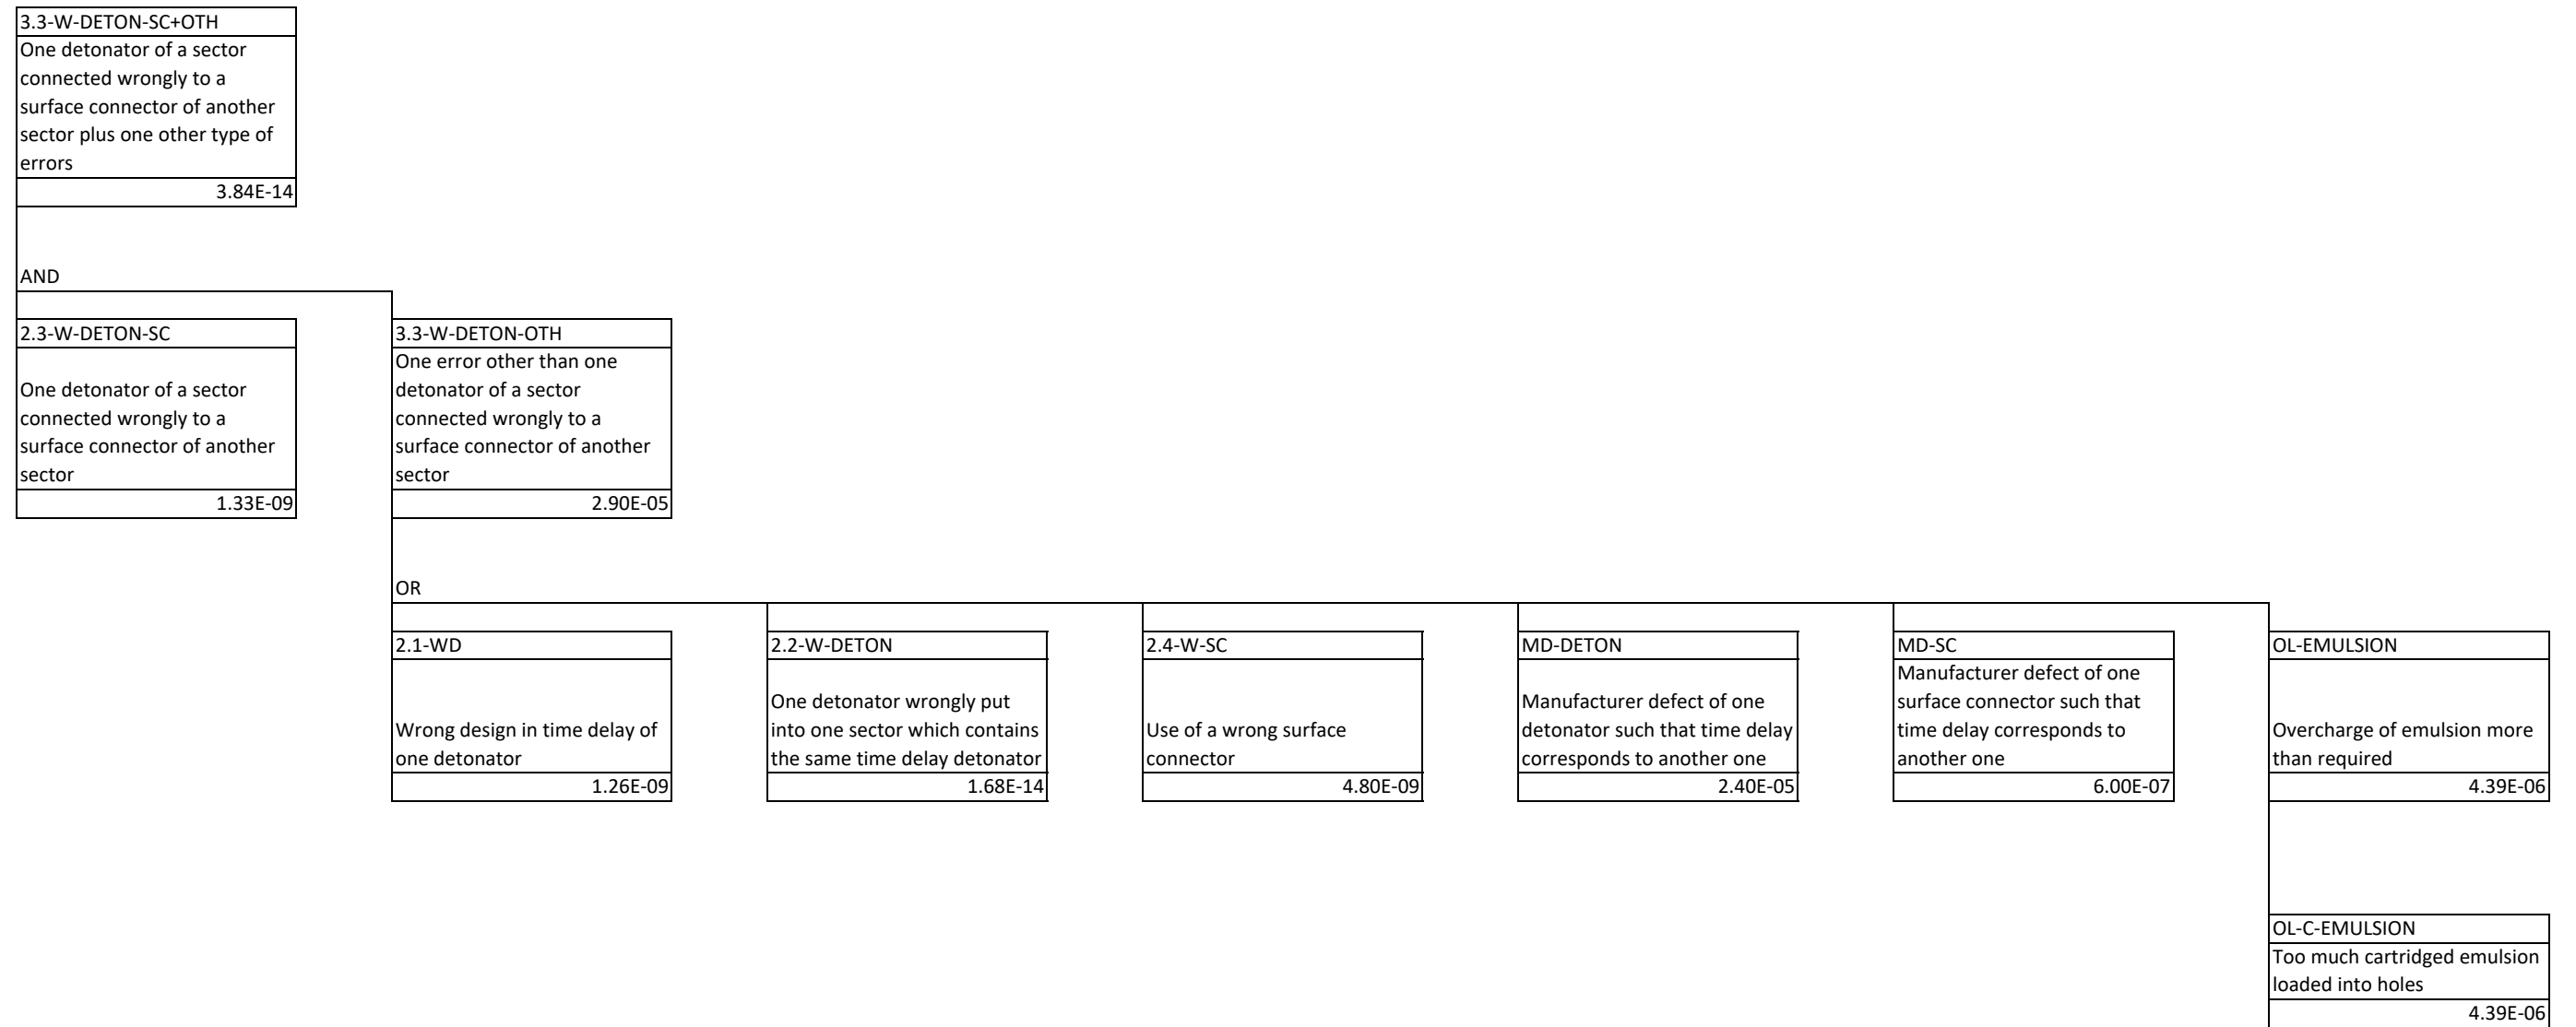 3.3-W-DETON-SC+OTH
One detonator of a sector
connected wrongly to a
surface connector of another
sector plus one other type of
errors
3.84E-14
AND
2.3-W-DETON-SC
One detonator of a sector
connected wrongly to a
surface connector of another
sector
1.33E-09
3.3-W-DETON-OTH
One error other than one
detonator of a sector
connected wrongly to a
surface connector of another
sector
2.90E-05
OR
2.1-WD
Wrong design in time delay of
one detonator
1.26E-09
2.2-W-DETON
One detonator wrongly put
into one sector which contains
the same time delay detonator
1.68E-14
2.4-W-SC
Use of a wrong surface
connector
4.80E-09
MD-DETON
Manufacturer defect of one
detonator such that time delay
corresponds to another one
2.40E-05
MD-SC
Manufacturer defect of one
surface connector such that
time delay corresponds to
another one
6.00E-07
OL-EMULSION
Overcharge of emulsion more
than required
4.39E-06
OL-C-EMULSION
Too much cartridged emulsion
loaded into holes
4.39E-06